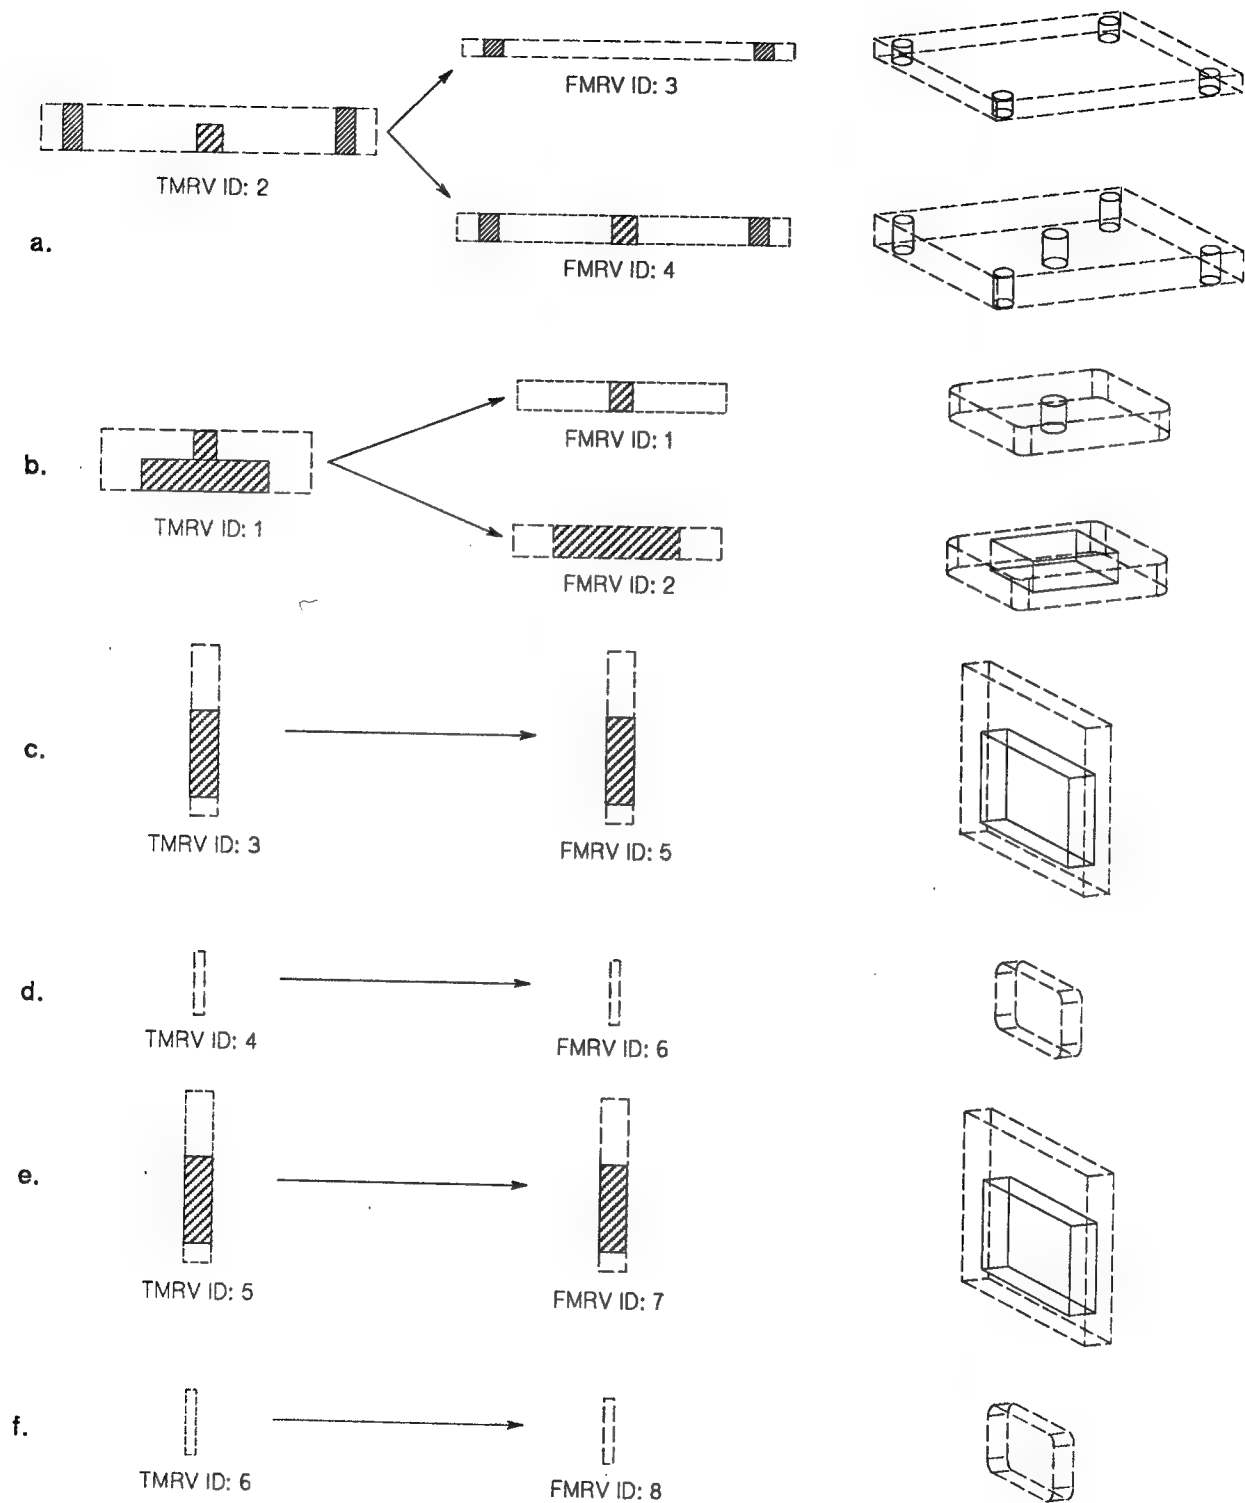 FMRV ID: 3
TMRV ID: 2
a.
FMRV ID: 4
FMRV ID: 1
b.
TMRV ID: 1
FMRV ID: 2
c.
TMRV ID: 3
FMRV ID: 5
d.
TMRV ID: 4
FMRV ID: 6
e.
TMRV ID: 5
FMRV ID: 7
f.
TMRV ID: 6
FMRV ID: 8